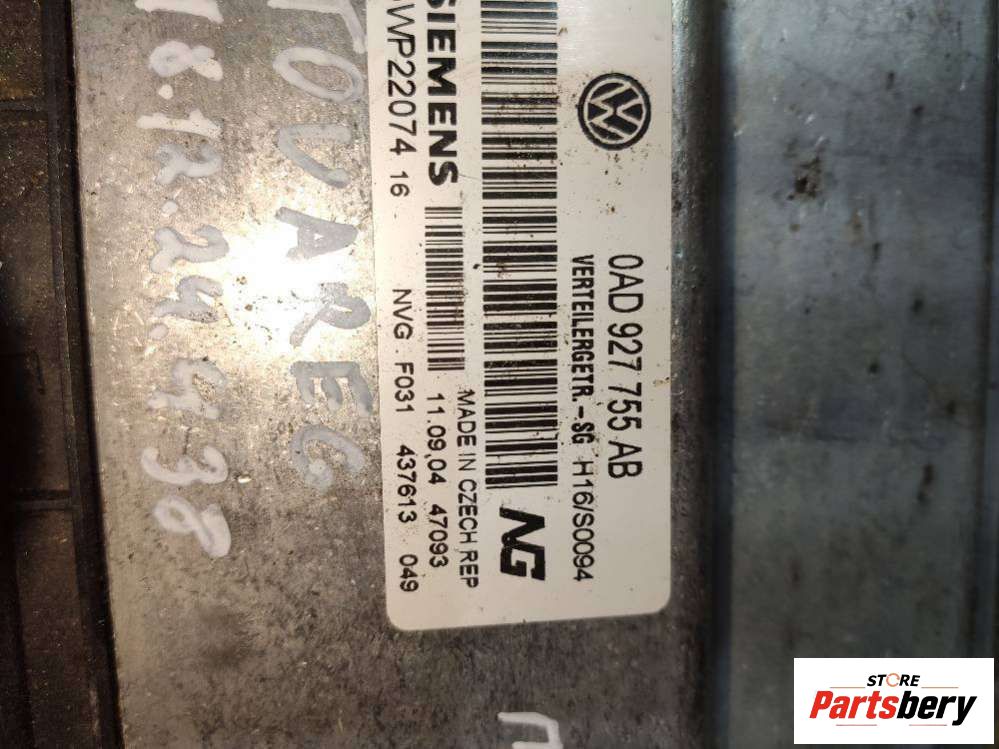 0AD 927 755 AB
VERTEILERGETR.-SG H16/S0094
NG
SIEMENS
MADE IN CZECH REP
11.09.04 47093
5WP22074 16 NVG F031 437613 049
TOUAREG
18.12.24.G38
STORE
Partsbery